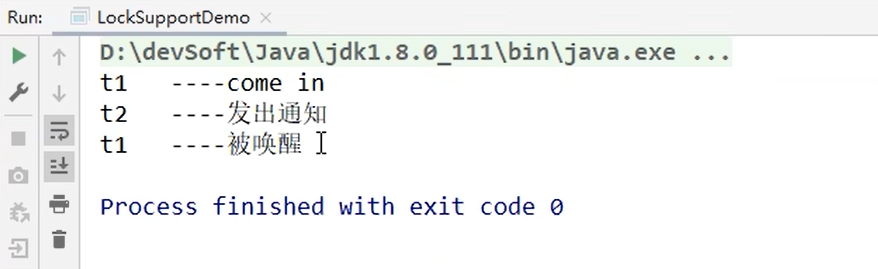 Run: LockSupportDemo ×
D:\devSoft\Java\jdk1.8.0_111\bin\java.exe ...
t1 ----come in
t2 ----发出通知
t1 ----被唤醒
Process finished with exit code 0